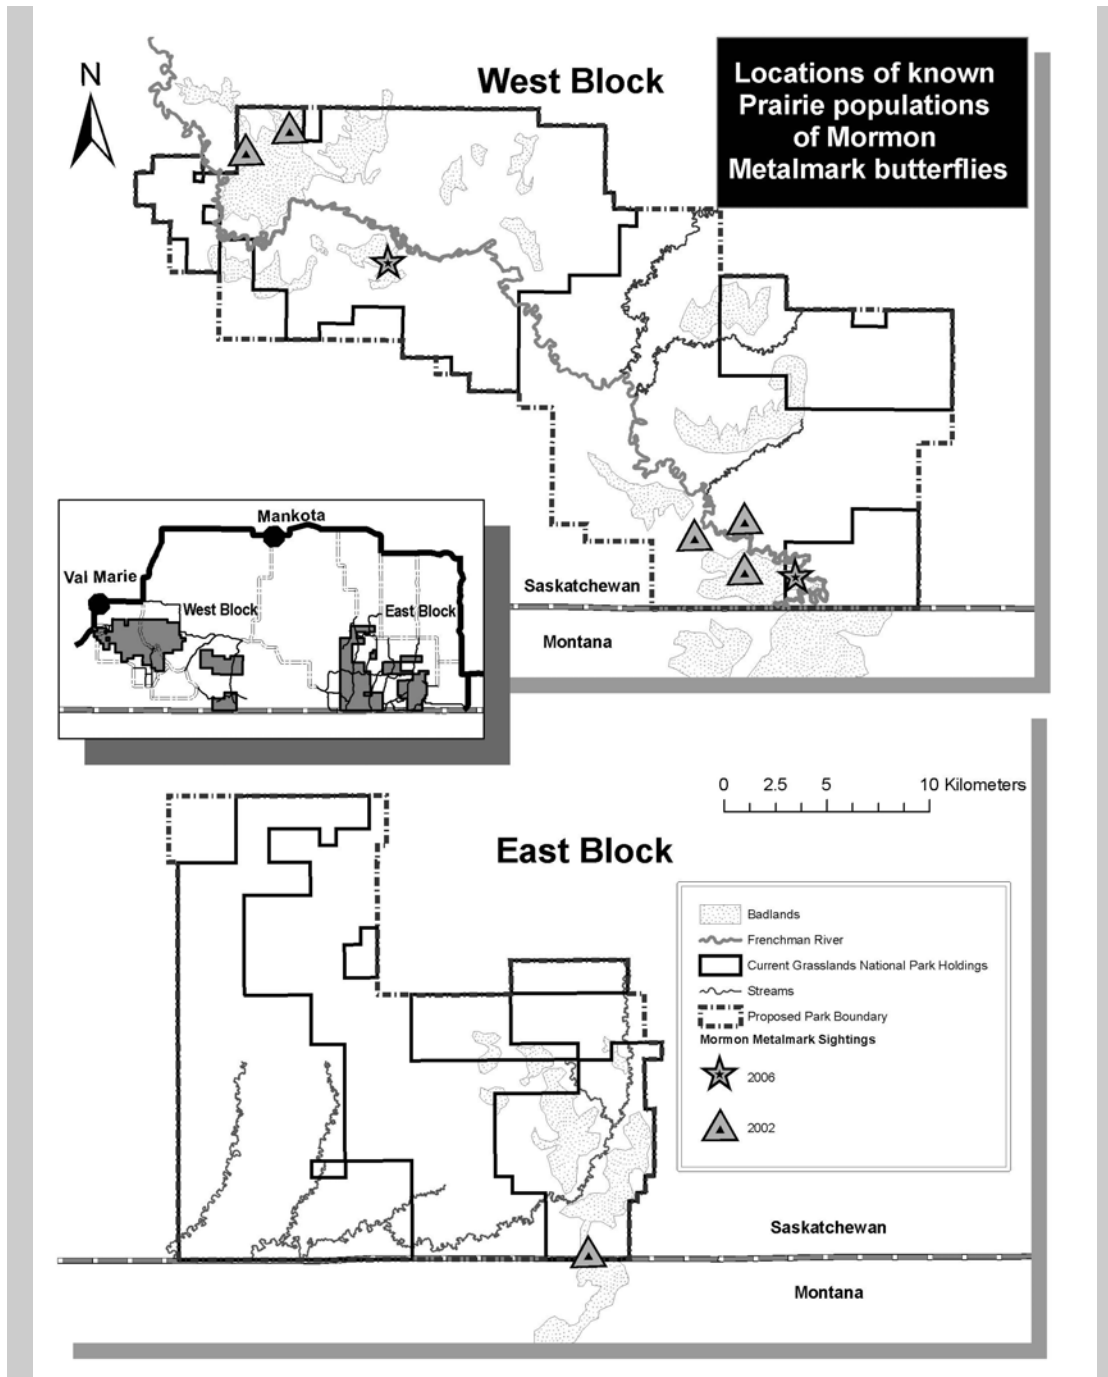 N
West Block
Locations of known
Prairie populations
of Mormon
Metalmark butterflies
Mankota
Val Marie
West Block
East Block
Saskatchewan
Montana
0 2.5 5 10 Kilometers
East Block
Badlands
Frenchman River
Current Grasslands National Park Holdings
Streams
Proposed Park Boundary
Mormon Metalmark Sightings
2006
2002
Saskatchewan
Montana